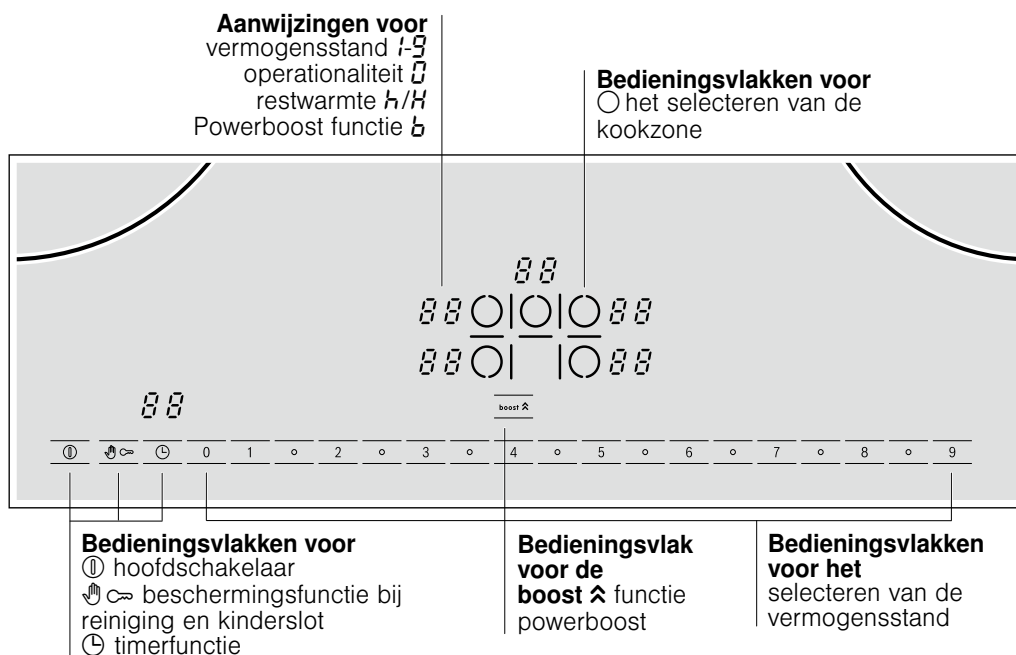 Aanwijzingen voor
vermogensstand 1-9
operationaliteit 0
restwarmte h/H
Powerboost functie b
Bedieningsvlakken voor
○ het selecteren van de
kookzone
88
88 88
88 88
88
boost
0 1 2 3 4 5 6 7 8 9
Bedieningsvlakken voor
hoofdschakelaar
beschermingsfunctie bij
reiniging en kinderslot
timerfunctie
Bedieningsvlak
voor de
boost functie
powerboost
Bedieningsvlakken
voor het
selecteren van de
vermogensstand